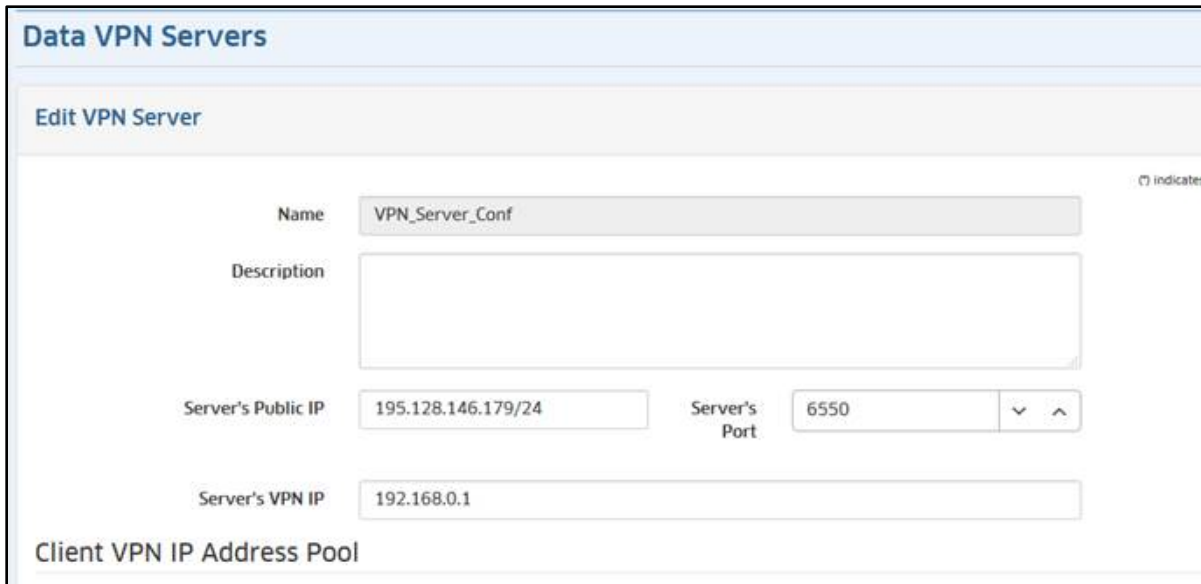 Data VPN Servers
Edit VPN Server
(*) indicates
Name
VPN_Server_Conf
Description
Server's Public IP
195.128.146.179/24
Server's
Port
6550
Server's VPN IP
192.168.0.1
Client VPN IP Address Pool